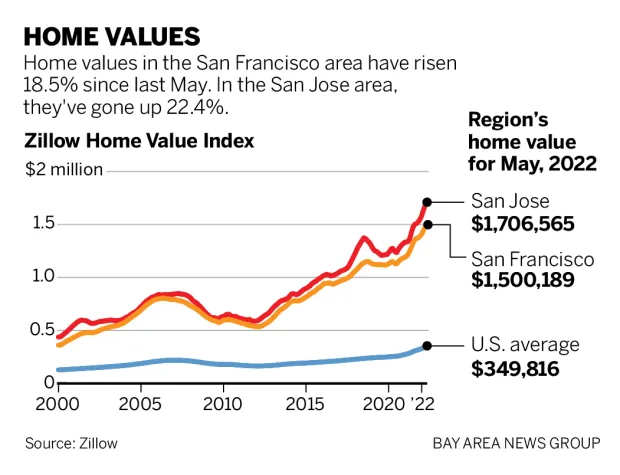 HOME VALUES
Home values in the San Francisco area have risen
18.5% since last May. In the San Jose area,
they've gone up 22.4%.
Zillow Home Value Index
Region's
home value
for May, 2022
$2 million
1.5
1.0
0.5
0
San Jose
$1,706,565
San Francisco
$1,500,189
U.S. average
$349,816
2000 2005 2010 2015 2020 '22
Source: Zillow
BAY AREA NEWS GROUP